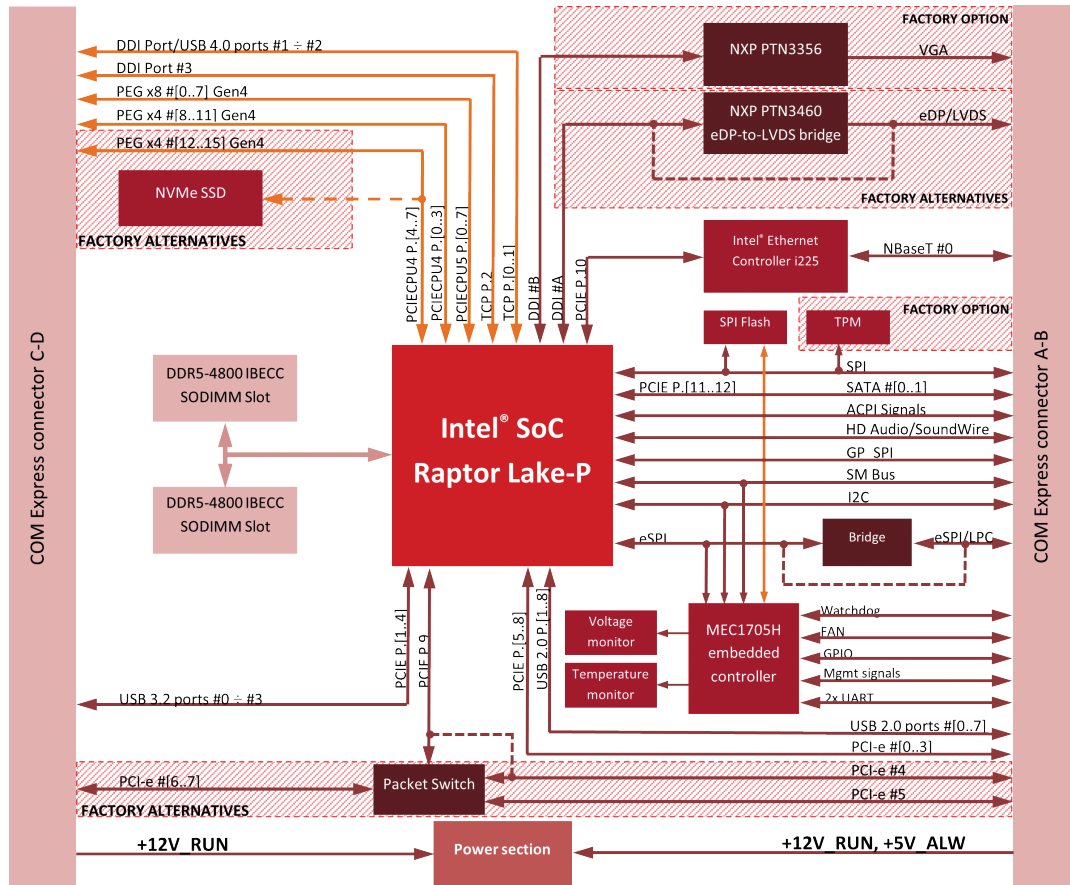 COM Express connector C-D
DDI Port/USB 4.0 ports #1 ÷ #2
DDI Port #3
PEG x8 #[0..7] Gen4
PEG x4 #[8..11] Gen4
PEG x4 #[12..15] Gen4
NVMe SSD
FACTORY ALTERNATIVES
PCIECPU4 P.[4..7]
PCIECPU4 P.[0..3]
PCIECPU5 P.[0..7]
TCP P.2
TCP P.[0..1]
DDI #B
DDI #A
PCIE P.10
FACTORY OPTION
NXP PTN3356
VGA
NXP PTN3460
eDP-to-LVDS bridge
eDP/LVDS
FACTORY ALTERNATIVES
Intel® Ethernet
Controller i225
NBaseT #0
SPI Flash
TPM
FACTORY OPTION
DDR5-4800 IBECC
SODIMM Slot
DDR5-4800 IBECC
SODIMM Slot
Intel® SoC
Raptor Lake-P
SPI
PCIE P.[11..12]
SATA #[0..1]
ACPI Signals
HD Audio/SoundWire
GP_SPI
SM Bus
I2C
eSPI
Bridge
eSPI/LPC
COM Express connector A-B
PCIE P.[1..4]
PCIE P.9
PCIE P.[5..8]
USB 2.0 P.[1..8]
Voltage
monitor
Temperature
monitor
MEC1705H
embedded
controller
Watchdog
FAN
GPIO
Mgmt signals
2x UART
USB 3.2 ports #0 ÷ #3
USB 2.0 ports #[0..7]
PCI-e #[0..3]
PCI-e #[6..7]
FACTORY ALTERNATIVES
Packet Switch
PCI-e #4
PCI-e #5
+12V_RUN
Power section
+12V_RUN, +5V_ALW